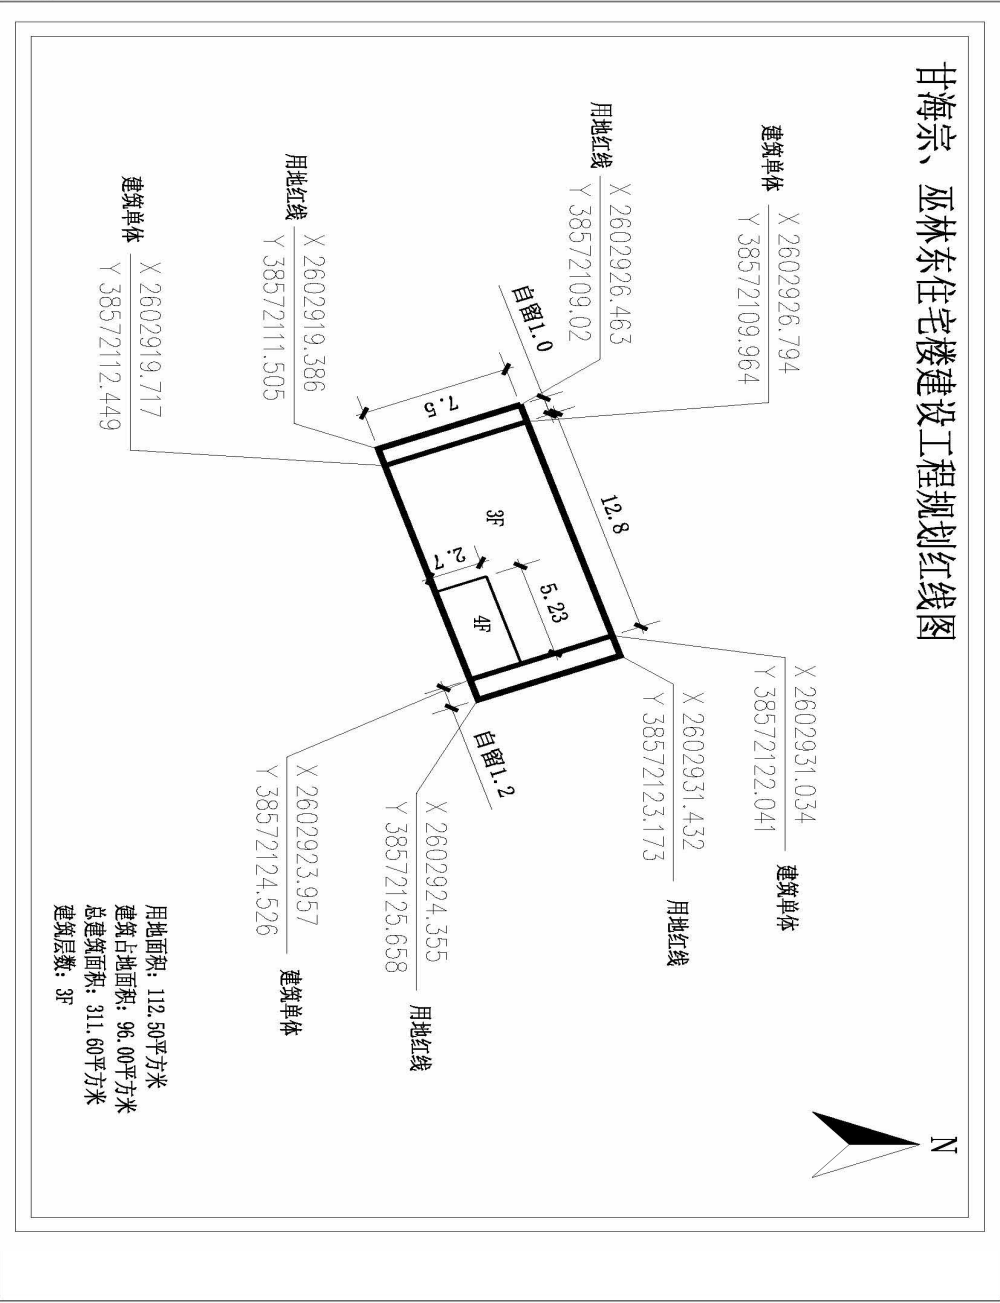 甘海宗、巫林东住宅楼建设工程规划红线图
N
建筑单体
X 2602926.794
Y 38572109.964
用地红线
X 2602926.463
Y 38572109.02
自留1.0
用地红线
X 2602919.386
Y 38572111.505
建筑单体
X 2602919.717
Y 38572112.449
7.5
12.8
3F
2.7
5.23
4F
自留1.2
X 2602931.034
Y 38572122.041
建筑单体
X 2602931.432
Y 38572123.173
用地红线
X 2602924.355
Y 38572125.658
用地红线
X 2602923.957
Y 38572124.526
建筑单体
用地面积：112.50平方米
建筑占地面积：96.00平方米
总建筑面积：311.60平方米
建筑层数：3F